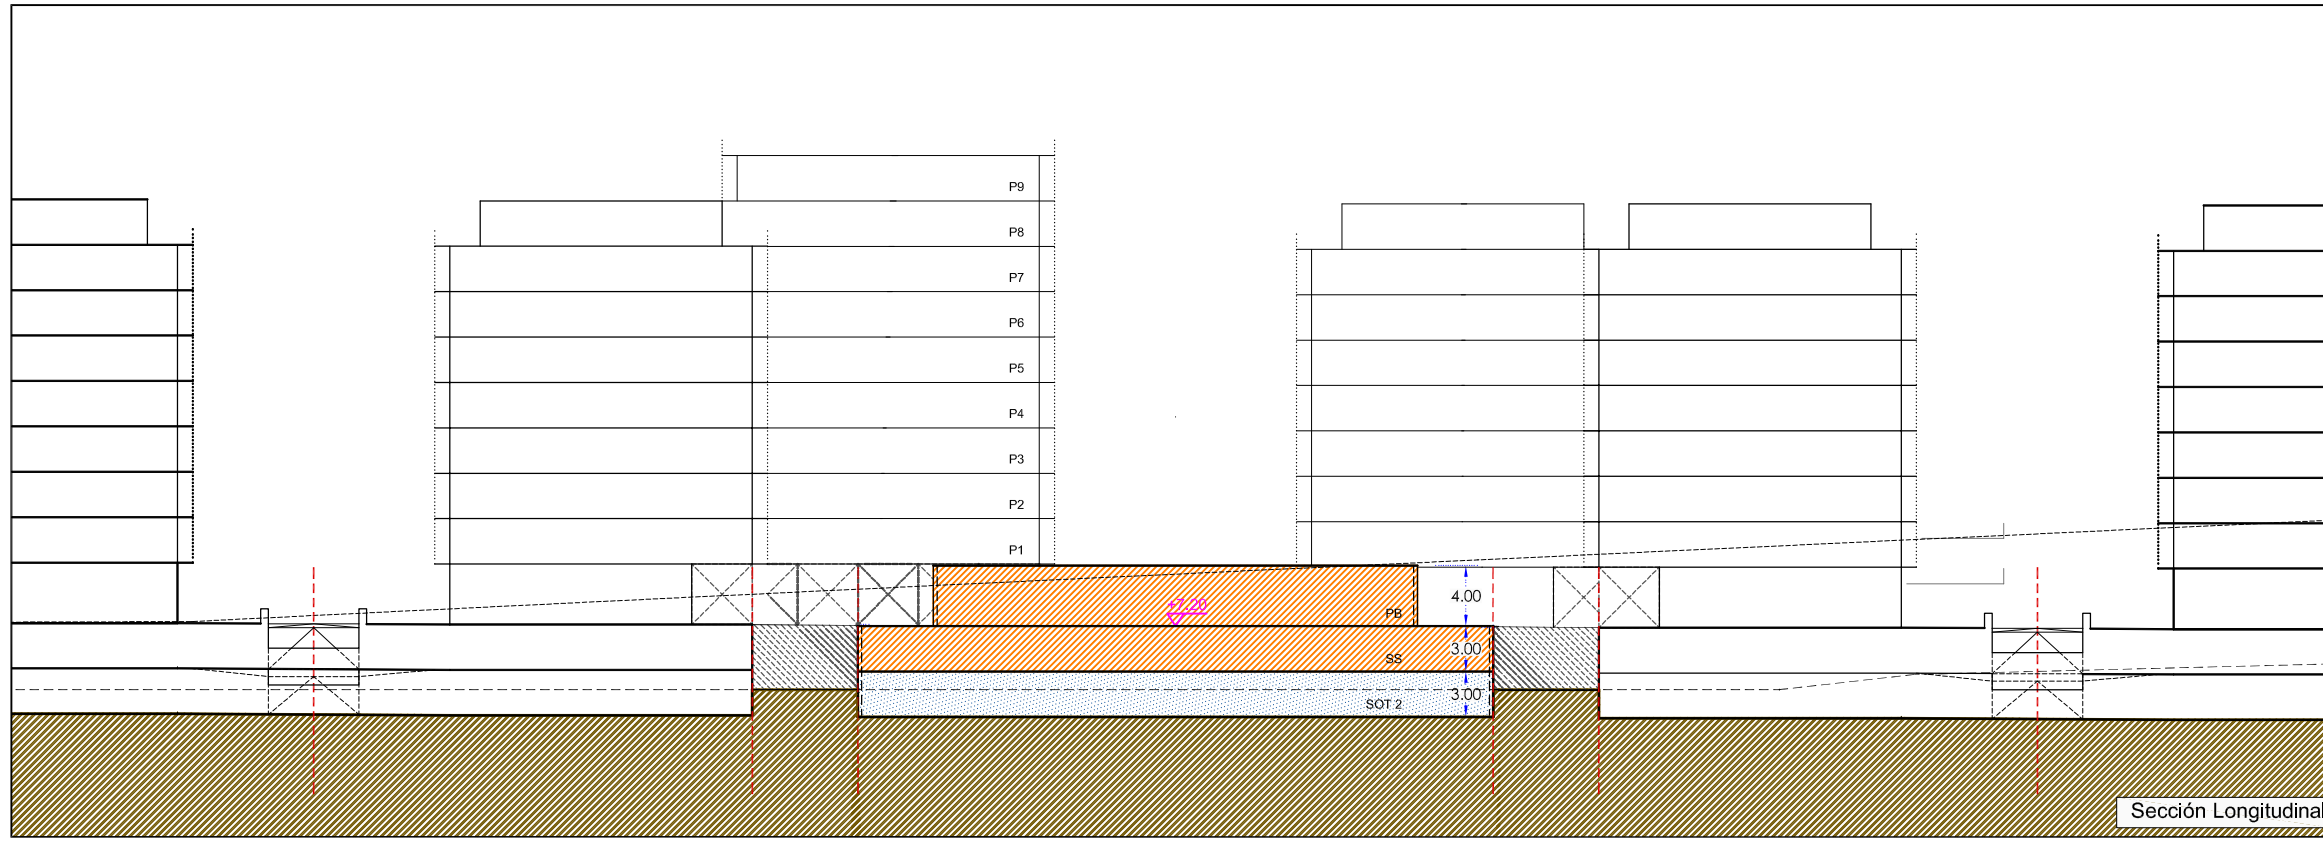 P9
P8
P7
P6
P5
P4
P3
P2
P1
+7.20
4.00
PB
3.00
SS
3.00
SOT 2
Sección Longitudinal